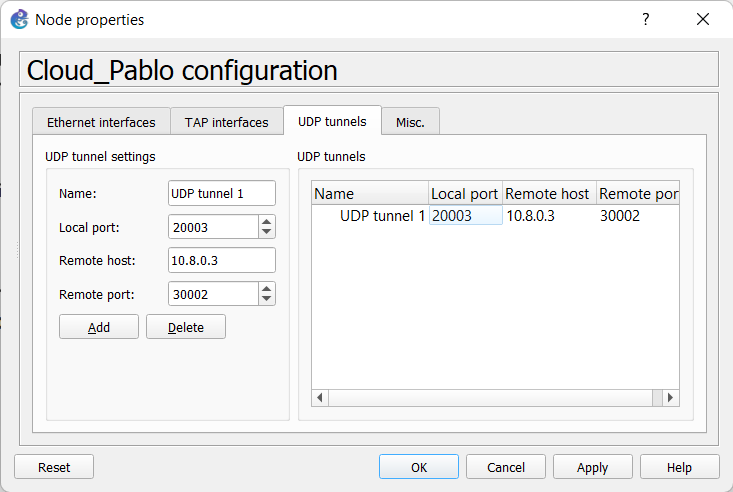 Node properties
?
Cloud_Pablo configuration
Ethernet interfaces TAP interfaces UDP tunnels Misc.
UDP tunnel settings
Name: UDP tunnel 1
Local port: 20003
Remote host: 10.8.0.3
Remote port: 30002
Add Delete
UDP tunnels
Name Local port Remote host Remote por
UDP tunnel 1 20003 10.8.0.3 30002
Reset OK Cancel Apply Help